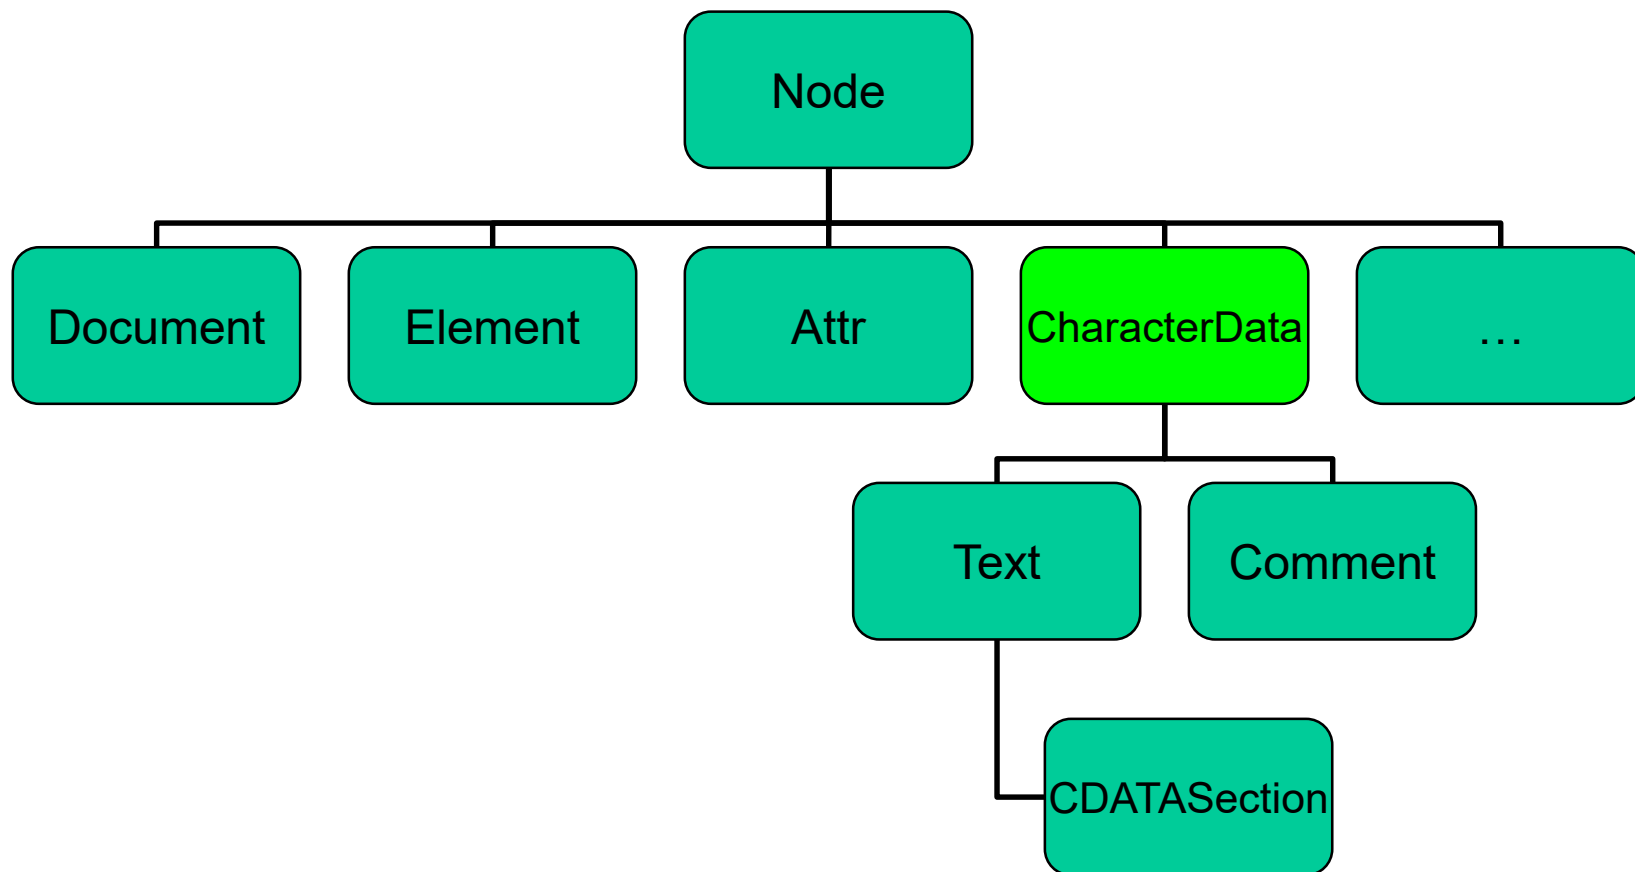 Node
Document
Element
Attr
CharacterData
…
Text
Comment
CDATASection